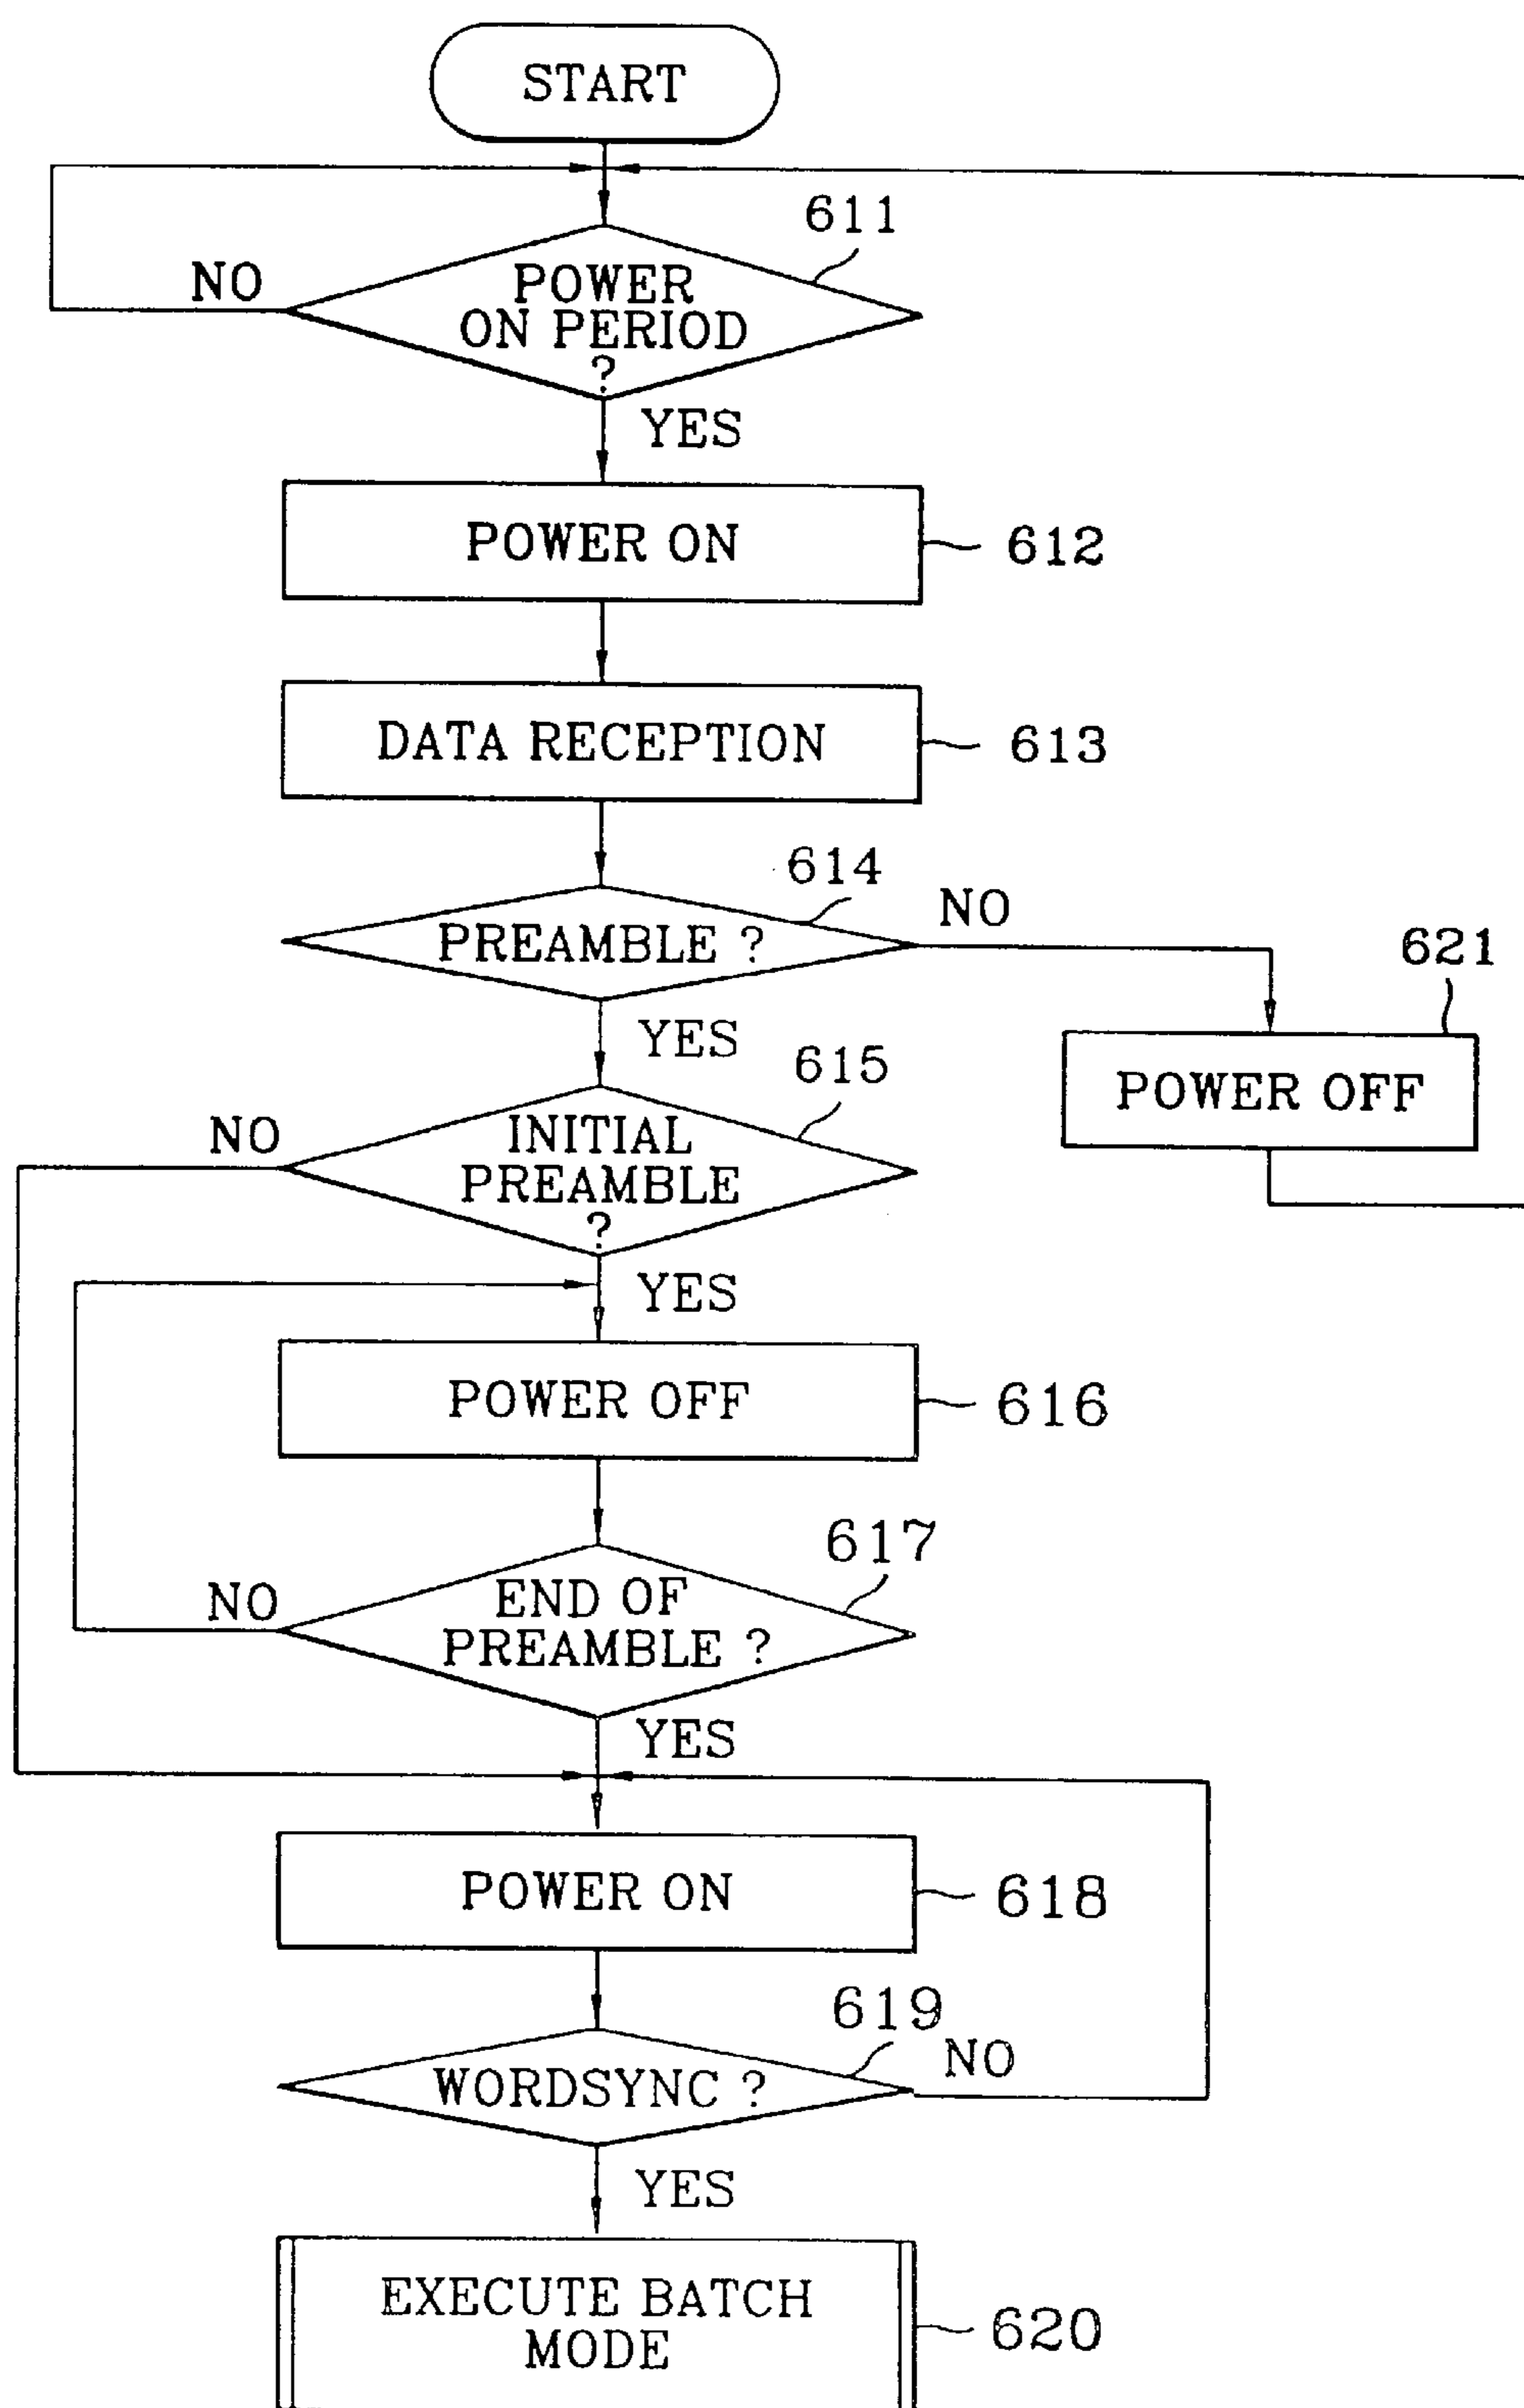 START
611
NO
POWER
ON PERIOD
?
YES
POWER ON
612
DATA RECEPTION
613
614
PREAMBLE ?
NO
621
YES
POWER OFF
615
NO
INITIAL
PREAMBLE
?
YES
POWER OFF
616
617
NO
END OF
PREAMBLE ?
YES
POWER ON
618
619
WORDSYNC ?
NO
YES
EXECUTE BATCH
MODE
620